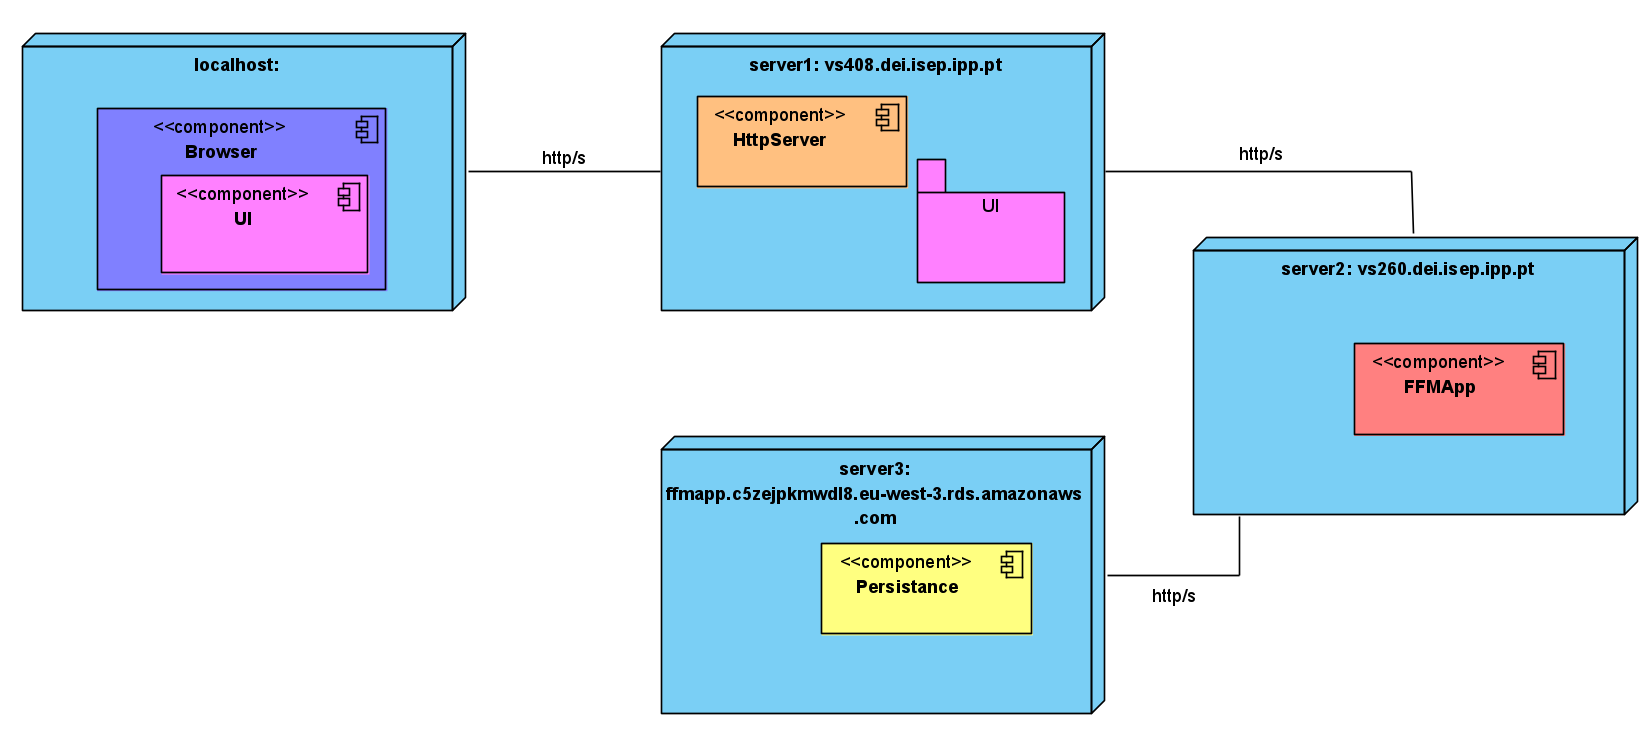 localhost:
<<component>>
Browser
<<component>>
UI
http/s
server1: vs408.dei.isep.ipp.pt
<<component>>
HttpServer
UI
http/s
server2: vs260.dei.isep.ipp.pt
<<component>>
FFMApp
server3:
ffmapp.c5zejpkmwdl8.eu-west-3.rds.amazonaws
.com
<<component>>
Persistance
http/s